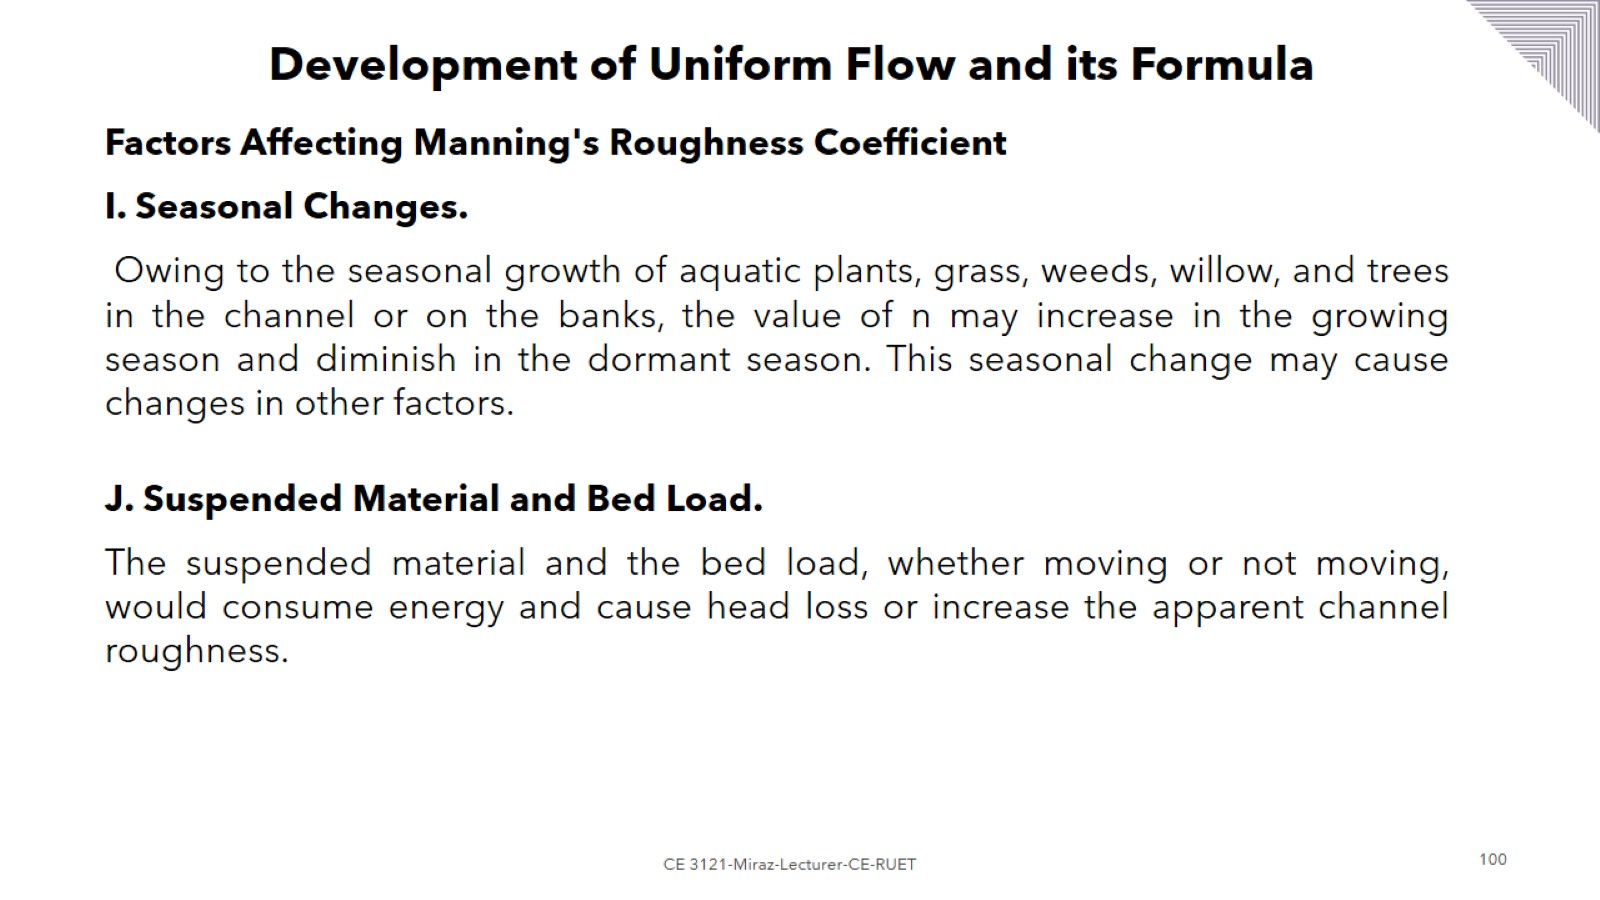 Development of Uniform Flow and its Formula
Factors Affecting Manning's Roughness Coefficient
I. Seasonal Changes.
Owing to the seasonal growth of aquatic plants, grass, weeds, willow, and trees
in the channel or on the banks, the value of n may increase in the growing
season and diminish in the dormant season. This seasonal change may cause
changes in other factors.
J. Suspended Material and Bed Load.
The suspended material and the bed load, whether moving or not moving,
would consume energy and cause head loss or increase the apparent channel
roughness.
CE 3121-Miraz-Lecturer-CE-RUET
100